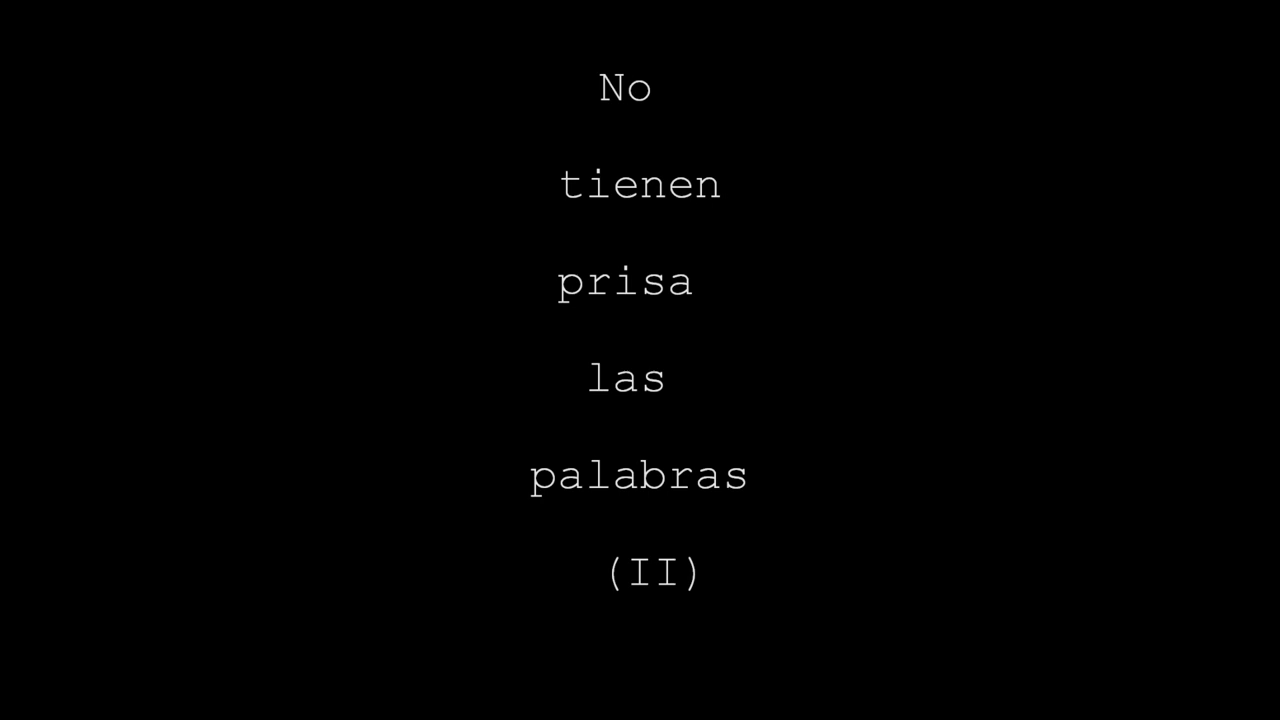 No
tienen
prisa
las
palabras
(II)